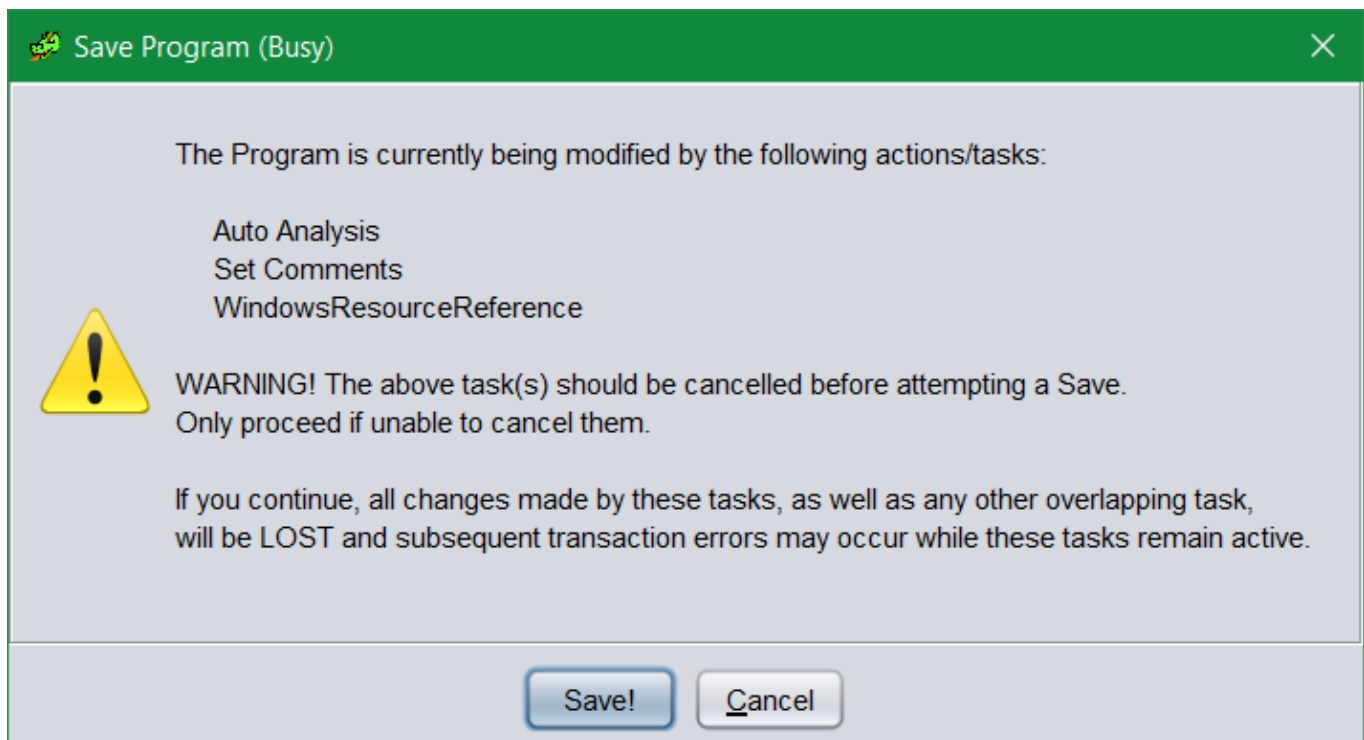 Save Program (Busy)
The Program is currently being modified by the following actions/tasks:
Auto Analysis
Set Comments
WindowsResourceReference
WARNING! The above task(s) should be cancelled before attempting a Save.
Only proceed if unable to cancel them.
If you continue, all changes made by these tasks, as well as any other overlapping task,
will be LOST and subsequent transaction errors may occur while these tasks remain active.
Save!
Cancel